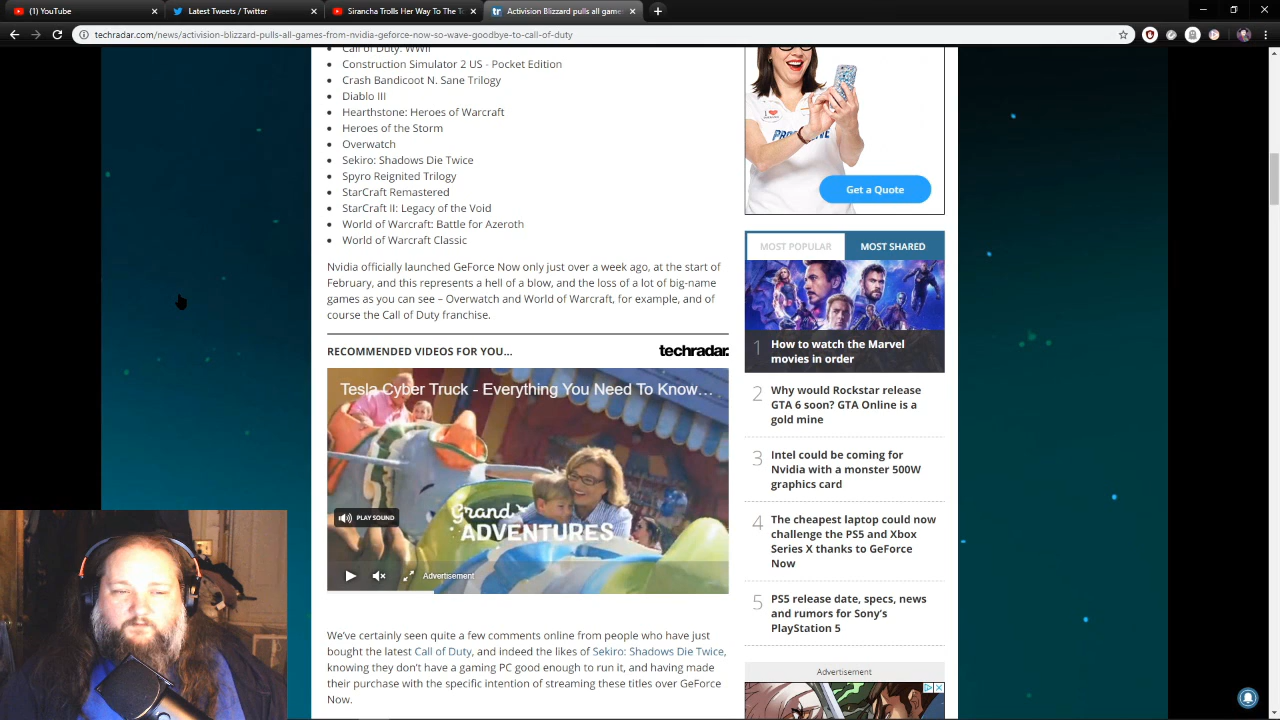 (1) YouTube
Latest Tweets / Twitter
Siracha Trolls Her Way To The To
Activision Blizzard pulls all game
techradar.com/news/activision-blizzard-pulls-all-games-from-nvidia-geforce-now-so-wave-goodbye-to-call-of-duty
Call of Duty: WWII
Construction Simulator 2 US - Pocket Edition
Crash Bandicoot N. Sane Trilogy
Diablo III
Hearthstone: Heroes of Warcraft
Heroes of the Storm
Overwatch
Sekiro: Shadows Die Twice
Spyro Reignited Trilogy
StarCraft Remastered
StarCraft II: Legacy of the Void
World of Warcraft: Battle for Azeroth
World of Warcraft Classic
Nvidia officially launched GeForce Now only just over a week ago, at the start of
February, and this represents a hell of a blow, and the loss of a lot of big-name
games as you can see – Overwatch and World of Warcraft, for example, and of
course the Call of Duty franchise.
RECOMMENDED VIDEOS FOR YOU...
techradar.
Tesla Cyber Truck - Everything You Need To Know...
Grand
ADVENTURES
PLAY SOUND
Advertisement
We've certainly seen quite a few comments online from people who have just
bought the latest Call of Duty, and indeed the likes of Sekiro: Shadows Die Twice,
knowing they don't have a gaming PC good enough to run it, and having made
their purchase with the specific intention of streaming these titles over GeForce
Now.
Get a Quote
MOST POPULAR
MOST SHARED
1 How to watch the Marvel
movies in order
2 Why would Rockstar release
GTA 6 soon? GTA Online is a
gold mine
3 Intel could be coming for
Nvidia with a monster 500W
graphics card
4 The cheapest laptop could now
challenge the PS5 and Xbox
Series X thanks to GeForce
Now
5 PS5 release date, specs, news
and rumors for Sony's
PlayStation 5
Advertisement